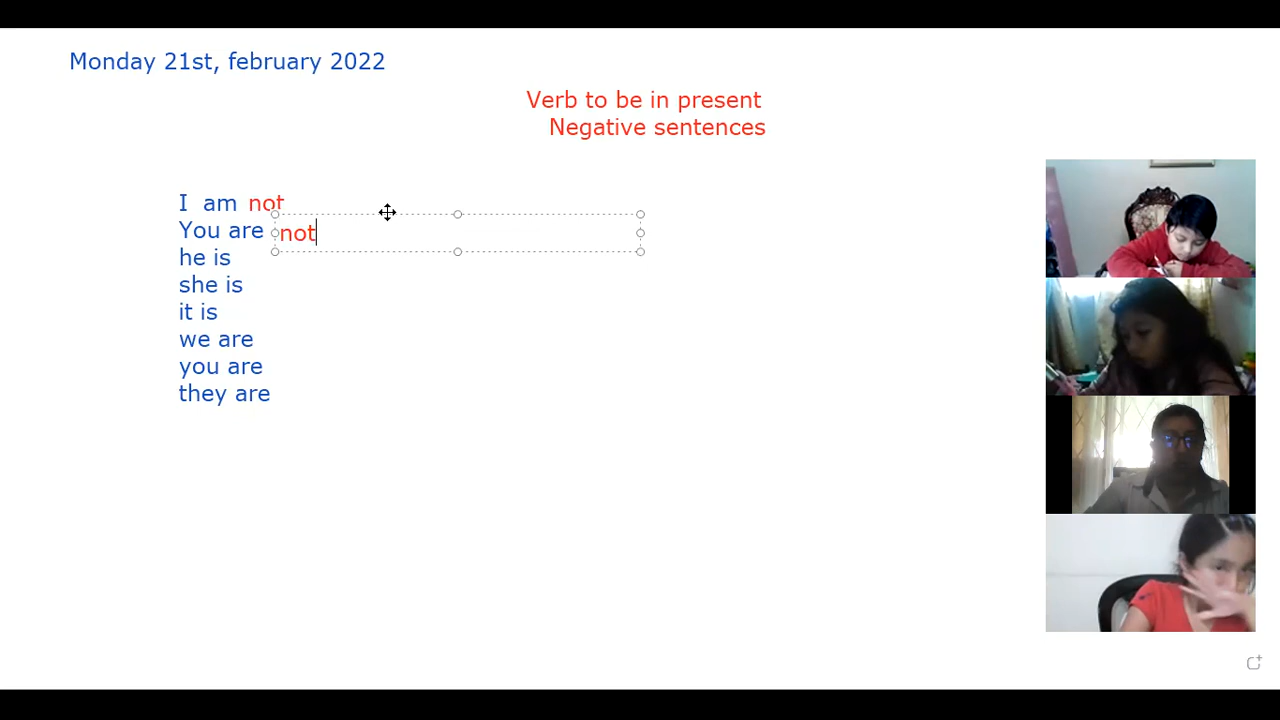 Monday 21st, february 2022
Verb to be in present
Negative sentences
I am not
You are not
he is
she is
it is
we are
you are
they are